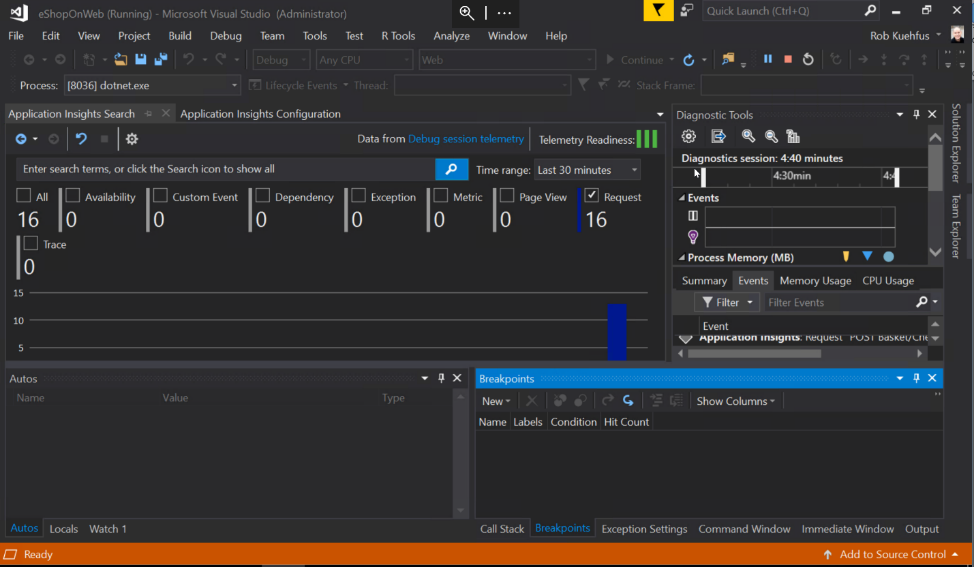 eShopOnWeb (Running) - Microsoft Visual Studio (Administrator)
Quick Launch (Ctrl+Q)
File Edit View Project Build Debug Team Tools Test R Tools Analyze Window Help
Rob Kuehfus
Debug Any CPU Web Continue
Process: [8036] dotnet.exe Lifecycle Events Thread: Stack Frame:
Application Insights Search Application Insights Configuration
Data from Debug session telemetry Telemetry Readiness:
Enter search terms, or click the Search icon to show all
Time range: Last 30 minutes
All Availability Custom Event Dependency Exception Metric Page View Request
16 0 0 0 0 0 0 16
Trace
0
15
10
5
Diagnostic Tools
Diagnostics session: 4:40 minutes
4:30min
Events
Process Memory (MB)
Summary Events Memory Usage CPU Usage
Filter Filter Events
Event
Application Insights: Request "POST Basket/Che
Solution Explorer
Team Explorer
Autos
Name Value Type
Autos Locals Watch 1
Breakpoints
New Show Columns
Name Labels Condition Hit Count
Call Stack Breakpoints Exception Settings Command Window Immediate Window Output
Ready
Add to Source Control